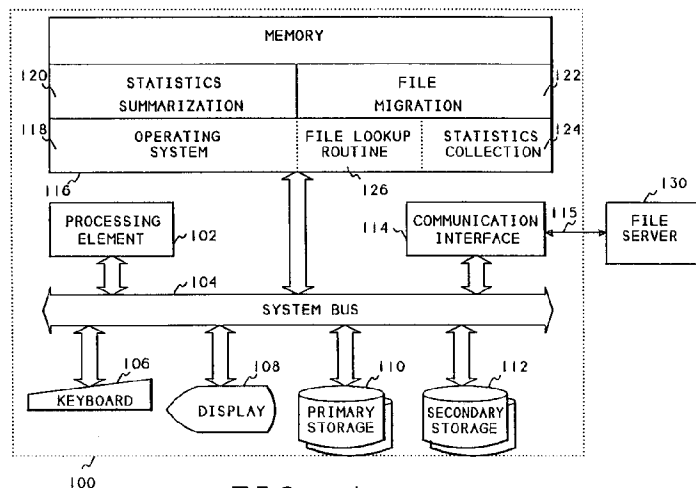 MEMORY
120
STATISTICS
SUMMARIZATION
FILE
MIGRATION
122
118
OPERATING
SYSTEM
FILE LOOKUP
ROUTINE
STATISTICS
COLLECTION
124
116
126
PROCESSING
ELEMENT
102
114
COMMUNICATION
INTERFACE
115
130
FILE
SERVER
104
SYSTEM BUS
106
KEYBOARD
108
DISPLAY
110
PRIMARY
STORAGE
112
SECONDARY
STORAGE
100